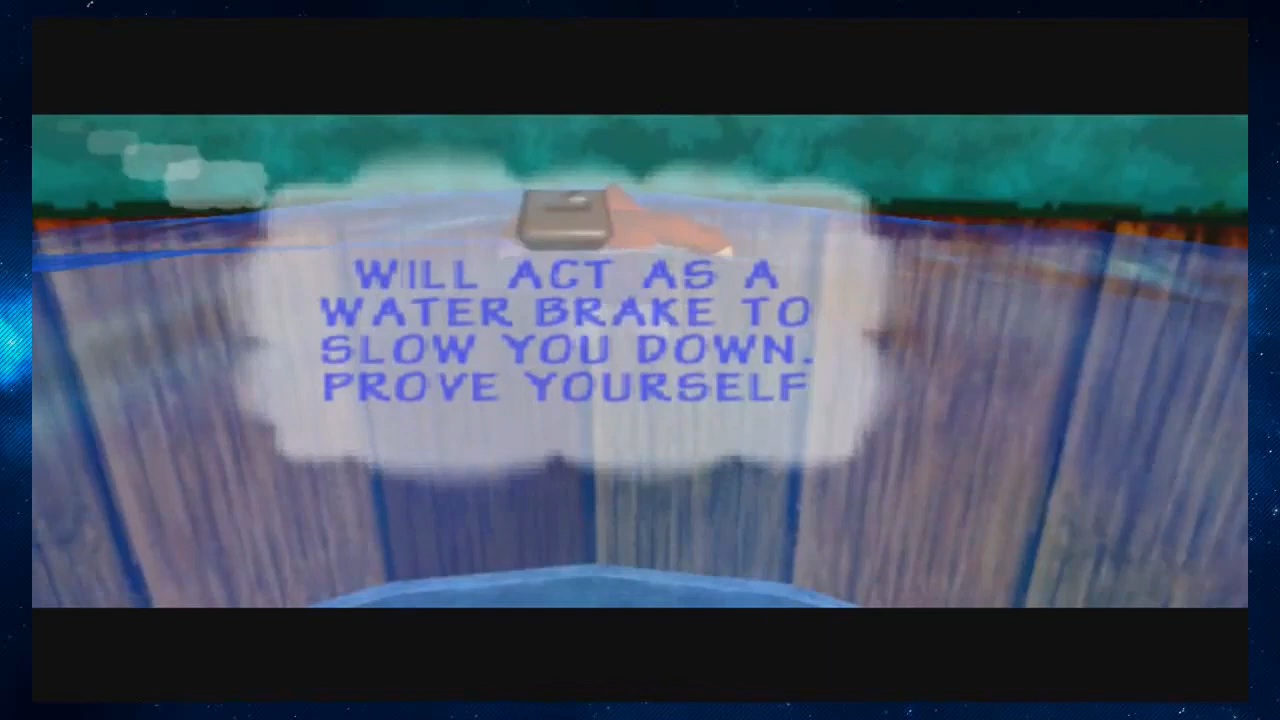 WILL ACT AS A
WATER BRAKE TO
SLOW YOU DOWN.
PROVE YOURSELF